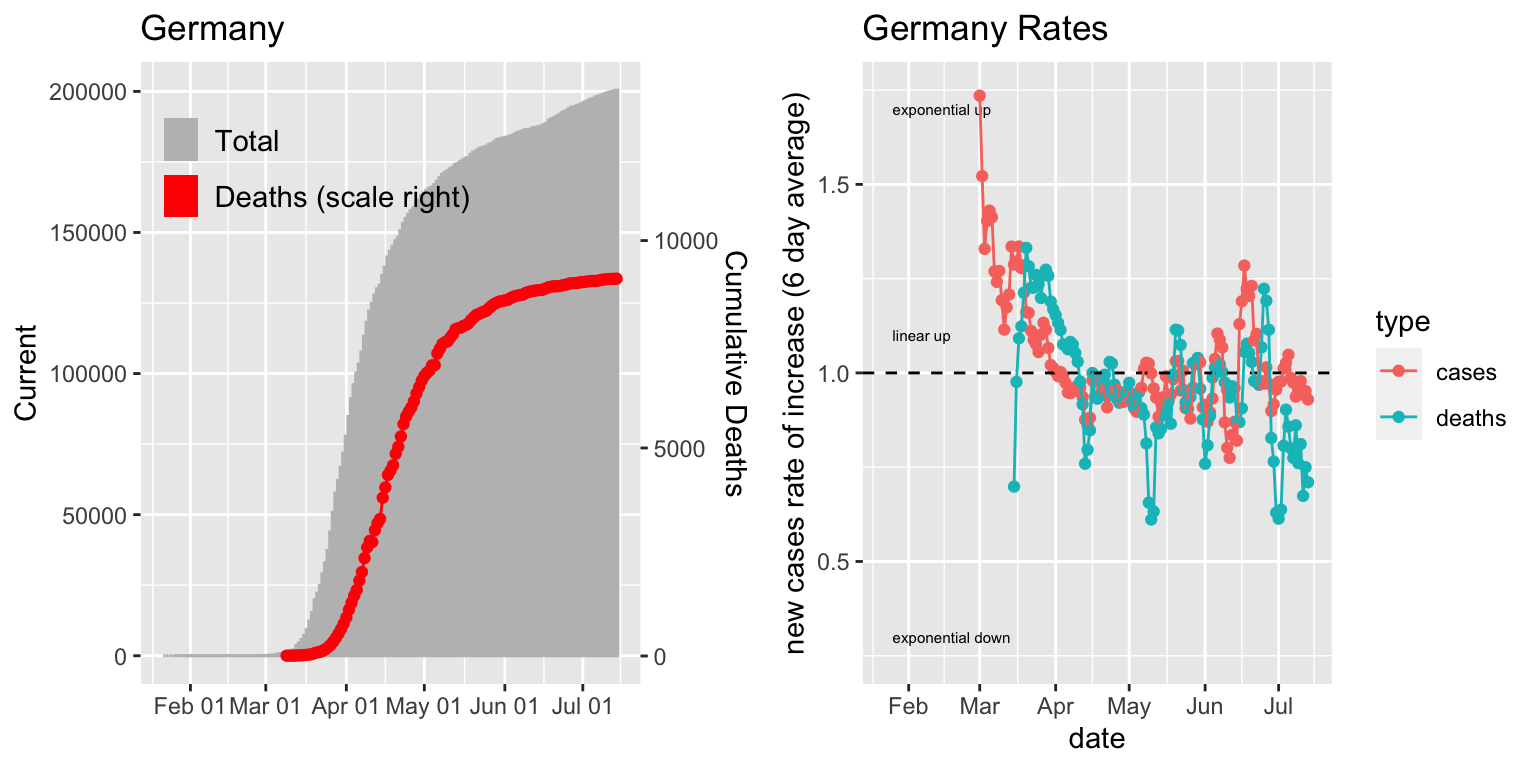 Germany
200000
150000
100000
50000
0
Current
Total
Deaths (scale right)
10000
5000
0
Cumulative Deaths
Feb 01 Mar 01 Apr 01 May 01 Jun 01 Jul 01
Germany Rates
new cases rate of increase (6 day average)
1.5
1.0
0.5
exponential up
linear up
exponential down
Feb Mar Apr May Jun Jul
date
type
cases
deaths